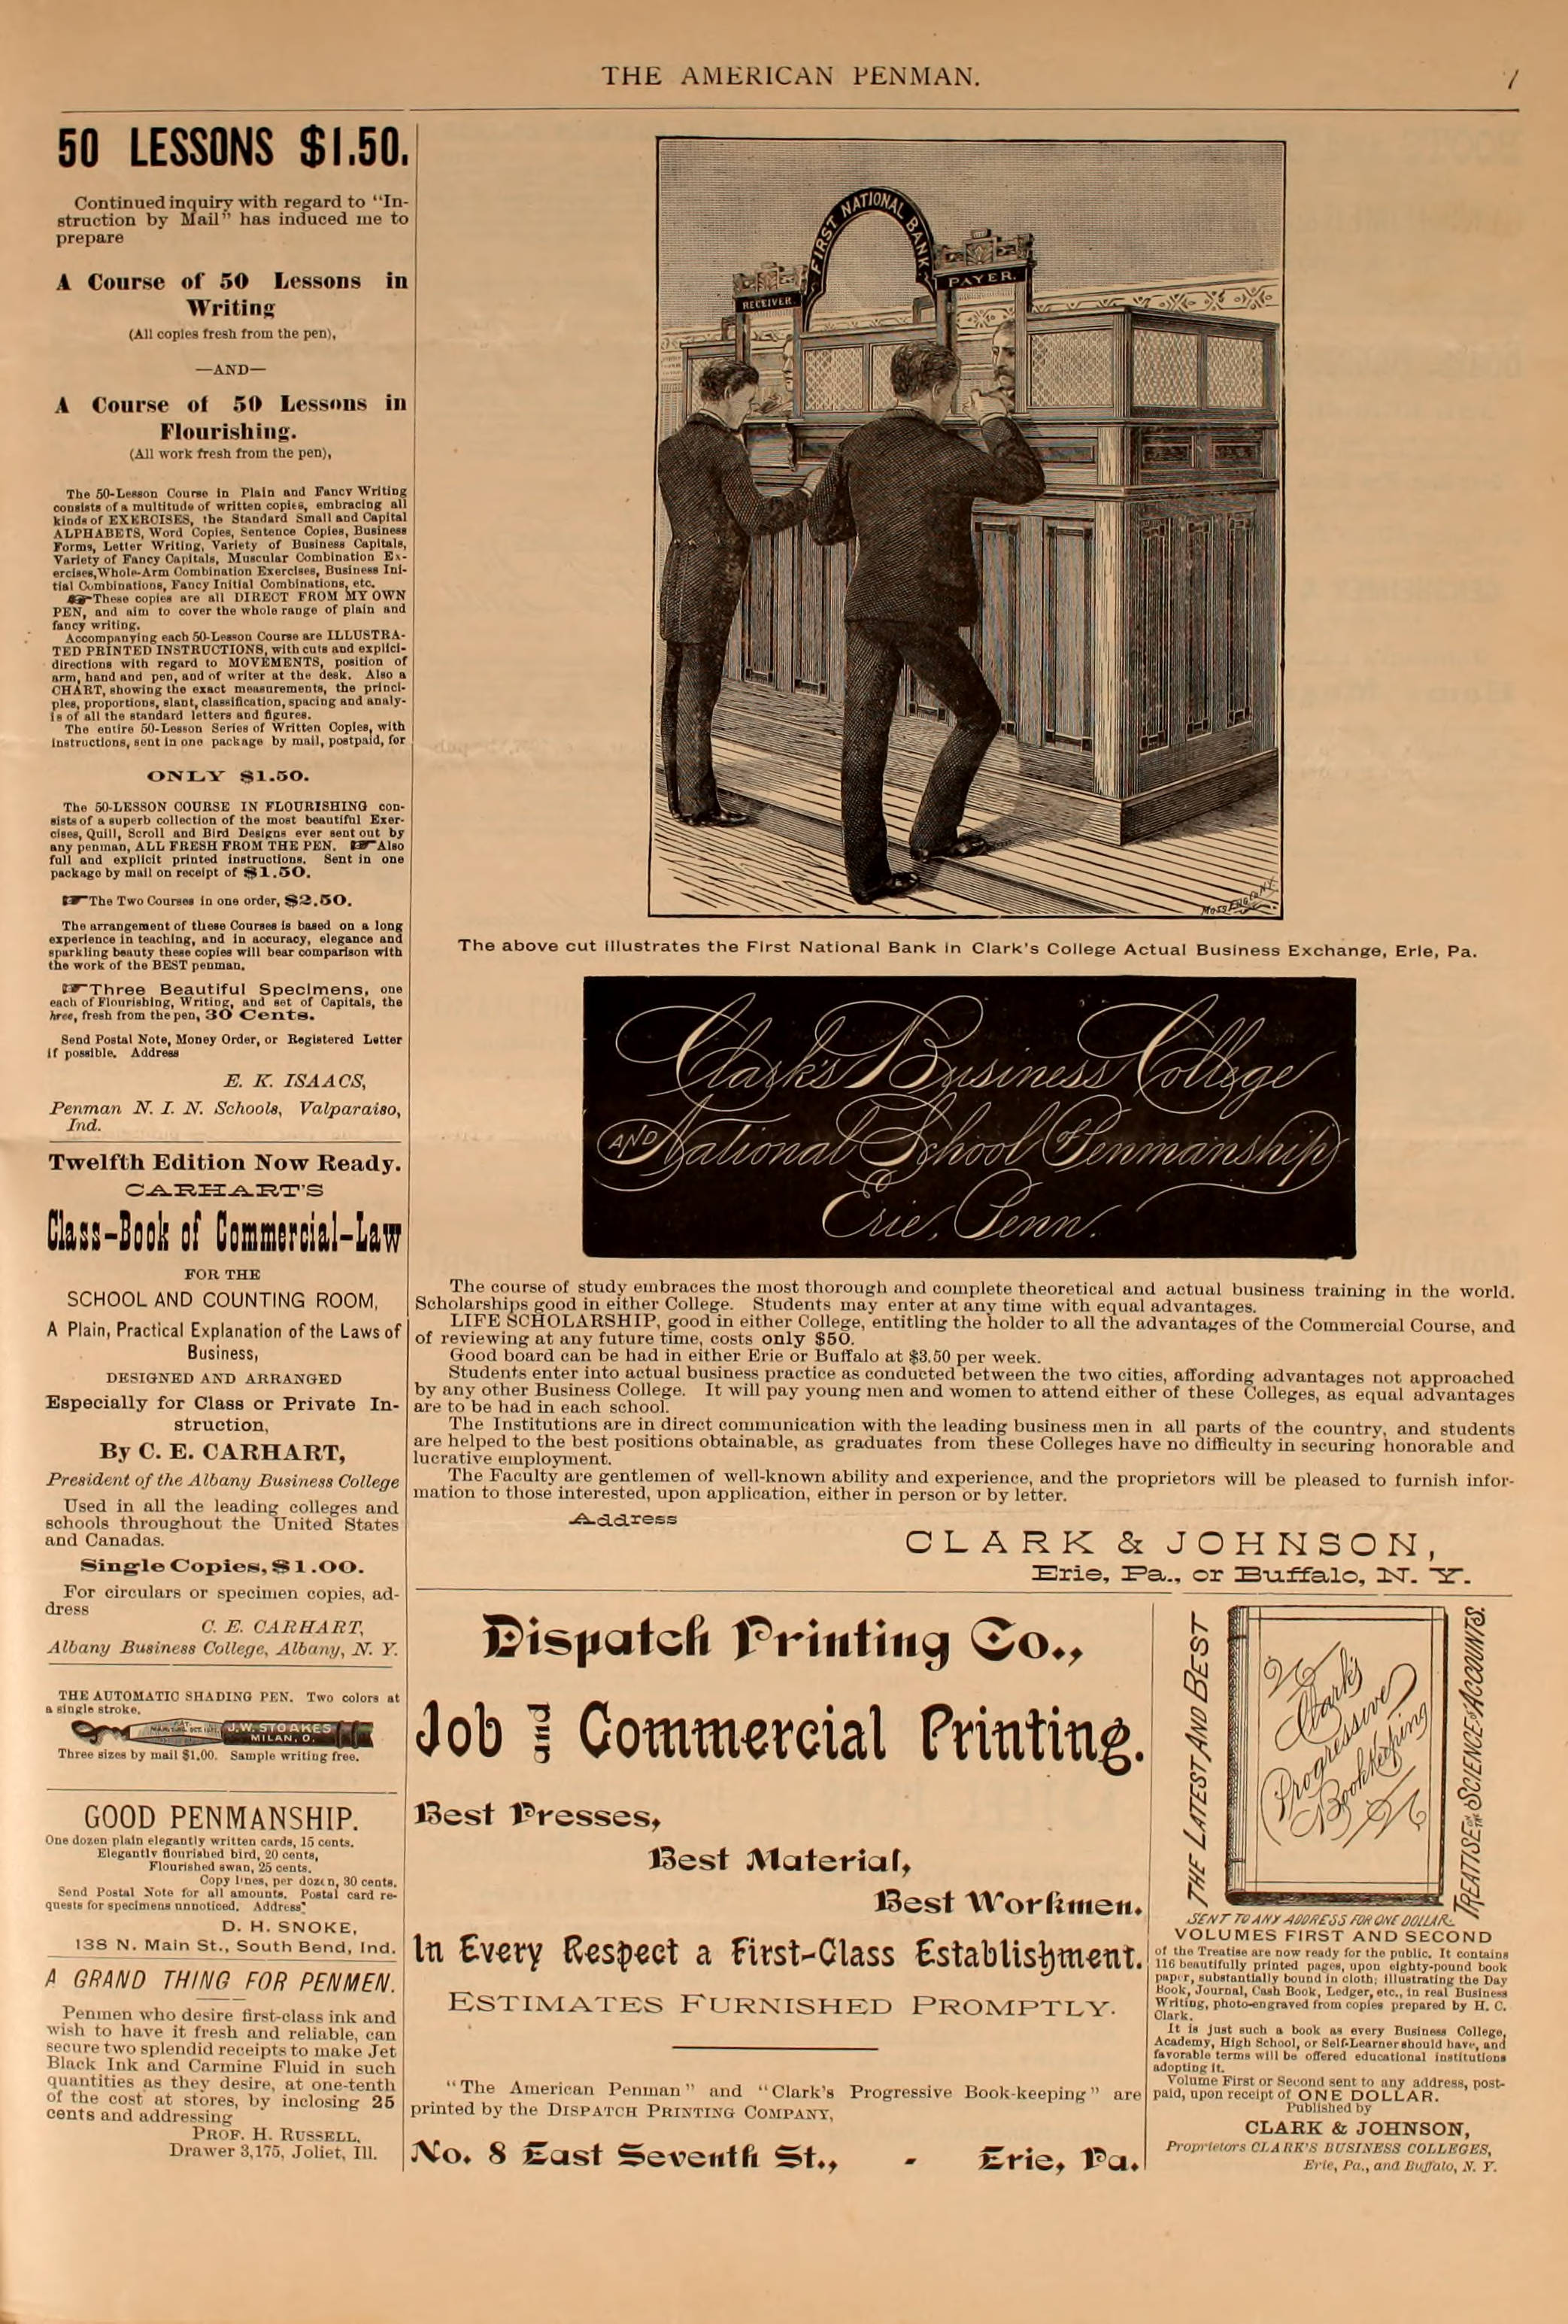 THE AMERICAN PENMAN.
7
50 LESSONS $1.50.
Continued inquiry with regard to "In-
struction by Mail" has induced me to
prepare
A Course of 50 Lessons in
Writing
(All copies fresh from the pen),
—AND—
A Course of 50 Lessons in
Flourishing.
(All work fresh from the pen),
The 50-Lesson Course in Plain and Fancy Writing
consists of a multitude of written copies, embracing all
kinds of EXERCISES, the Standard Small and Capital
ALPHABETS, Word Copies, Sentence Copies, Business
Forms, Letter Writing, Variety of Business Capitals,
Variety of Fancy Capitals, Muscular Combination Ex-
ercises, Whole-Arm Combination Exercises, Business Ini-
tial Combinations, Fancy Initial Combinations, etc.
☞These copies are all DIRECT FROM MY OWN
PEN, and aim to cover the whole range of plain and
fancy writing.
Accompanying each 50-Lesson Course are ILLUSTRA-
TED PRINTED INSTRUCTIONS, with cuts and explici-
directions with regard to MOVEMENTS, position of
arm, hand and pen, and of writer at the desk. Also a
CHART, showing the exact measurements, the princi-
ples, proportions, slant, classification, spacing and analy-
is of all the standard letters and figures.
The entire 50-Lesson Series of Written Copies, with
Instructions, sent in one package by mail, postpaid, for
ONLY $1.50.
The 50-LESSON COURSE IN FLOURISHING con-
sists of a superb collection of the most beautiful Exer-
cises, Quill, Scroll and Bird Designs ever sent out by
any penman, ALL FRESH FROM THE PEN. ☞Also
full and explicit printed instructions. Sent in one
package by mail on receipt of $1.50.
☞The Two Courses in one order, $2.50.
The arrangement of these Courses is based on a long
experience in teaching, and in accuracy, elegance and
sparkling beauty these copies will bear comparison with
the work of the BEST penman.
☞Three Beautiful Specimens, one
each of Flourishing, Writing, and set of Capitals, the
hree, fresh from the pen, 30 Cents.
Send Postal Note, Money Order, or Registered Letter
if possible. Address
E. K. ISAACS,
Penman N. I. N. Schools, Valparaiso,
Ind.
Twelfth Edition Now Ready.
CARHART'S
Class-Book of Commercial-Law
FOR THE
SCHOOL AND COUNTING ROOM,
A Plain, Practical Explanation of the Laws of
Business,
DESIGNED AND ARRANGED
Especially for Class or Private In-
struction,
By C. E. CARHART,
President of the Albany Business College
Used in all the leading colleges and
schools throughout the United States
and Canadas.
Single Copies, $1.00.
For circulars or specimen copies, ad-
dress
C. E. CARHART,
Albany Business College, Albany, N. Y.
THE AUTOMATIC SHADING PEN. Two colors at
a single stroke.
J.W. STOAKES
MILAN, O.
Three sizes by mail $1.00. Sample writing free.
GOOD PENMANSHIP.
One dozen plain elegantly written cards, 15 cents.
Elegantly flourished bird, 20 cents,
Flourished swan, 25 cents.
Copy lines, per dozen, 30 cents.
Send Postal Note for all amounts. Postal card re-
quests for specimens unnoticed. Address
D. H. SNOKE,
138 N. Main St., South Bend, Ind.
A GRAND THING FOR PENMEN.
Penmen who desire first-class ink and
wish to have it fresh and reliable, can
secure two splendid receipts to make Jet
Black Ink and Carmine Fluid in such
quantities as they desire, at one-tenth
of the cost at stores, by inclosing 25
cents and addressing
PROF. H. RUSSELL,
Drawer 3,175, Joliet, Ill.
FIRST NATIONAL BANK
RECEIVER.
PAYER.
MOSS ENG CO NY
The above cut illustrates the First National Bank in Clark's College Actual Business Exchange, Erie, Pa.
Clark's Business College
AND National School Of Penmanship
Erie, Penn.
The course of study embraces the most thorough and complete theoretical and actual business training in the world.
Scholarships good in either College. Students may enter at any time with equal advantages.
LIFE SCHOLARSHIP, good in either College, entitling the holder to all the advantages of the Commercial Course, and
of reviewing at any future time, costs only $50.
Good board can be had in either Erie or Buffalo at $3.50 per week.
Students enter into actual business practice as conducted between the two cities, affording advantages not approached
by any other Business College. It will pay young men and women to attend either of these Colleges, as equal advantages
are to be had in each school.
The Institutions are in direct communication with the leading business men in all parts of the country, and students
are helped to the best positions obtainable, as graduates from these Colleges have no difficulty in securing honorable and
lucrative employment.
The Faculty are gentlemen of well-known ability and experience, and the proprietors will be pleased to furnish infor-
mation to those interested, upon application, either in person or by letter.
Address
CLARK & JOHNSON,
Erie, Pa., or Buffalo, N. Y.
Dispatch Printing Co.,
Job and Commercial Printing.
Best Presses,
Best Material,
Best Workmen.
In Every Respect a First-Class Establishment.
ESTIMATES FURNISHED PROMPTLY.
"The American Penman" and "Clark's Progressive Book-keeping" are
printed by the DISPATCH PRINTING COMPANY,
No. 8 East Seventh St., - Erie, Pa.
THE LATEST AND BEST
Clark's
Progressive
Bookkeeping
TREATISE ON THE SCIENCE OF ACCOUNTS.
SENT TO ANY ADDRESS FOR ONE DOLLAR.
VOLUMES FIRST AND SECOND
of the Treatise are now ready for the public. It contains
116 beautifully printed pages, upon eighty-pound book
paper, substantially bound in cloth; illustrating the Day
Book, Journal, Cash Book, Ledger, etc., in real Business
Writing, photo-engraved from copies prepared by H. C.
Clark.
It is just such a book as every Business College,
Academy, High School, or Self-Learner should have, and
favorable terms will be offered educational institutions
adopting it.
Volume First or Second sent to any address, post-
paid, upon receipt of ONE DOLLAR.
Published by
CLARK & JOHNSON,
Proprietors CLARK'S BUSINESS COLLEGES,
Erie, Pa., and Buffalo, N. Y.